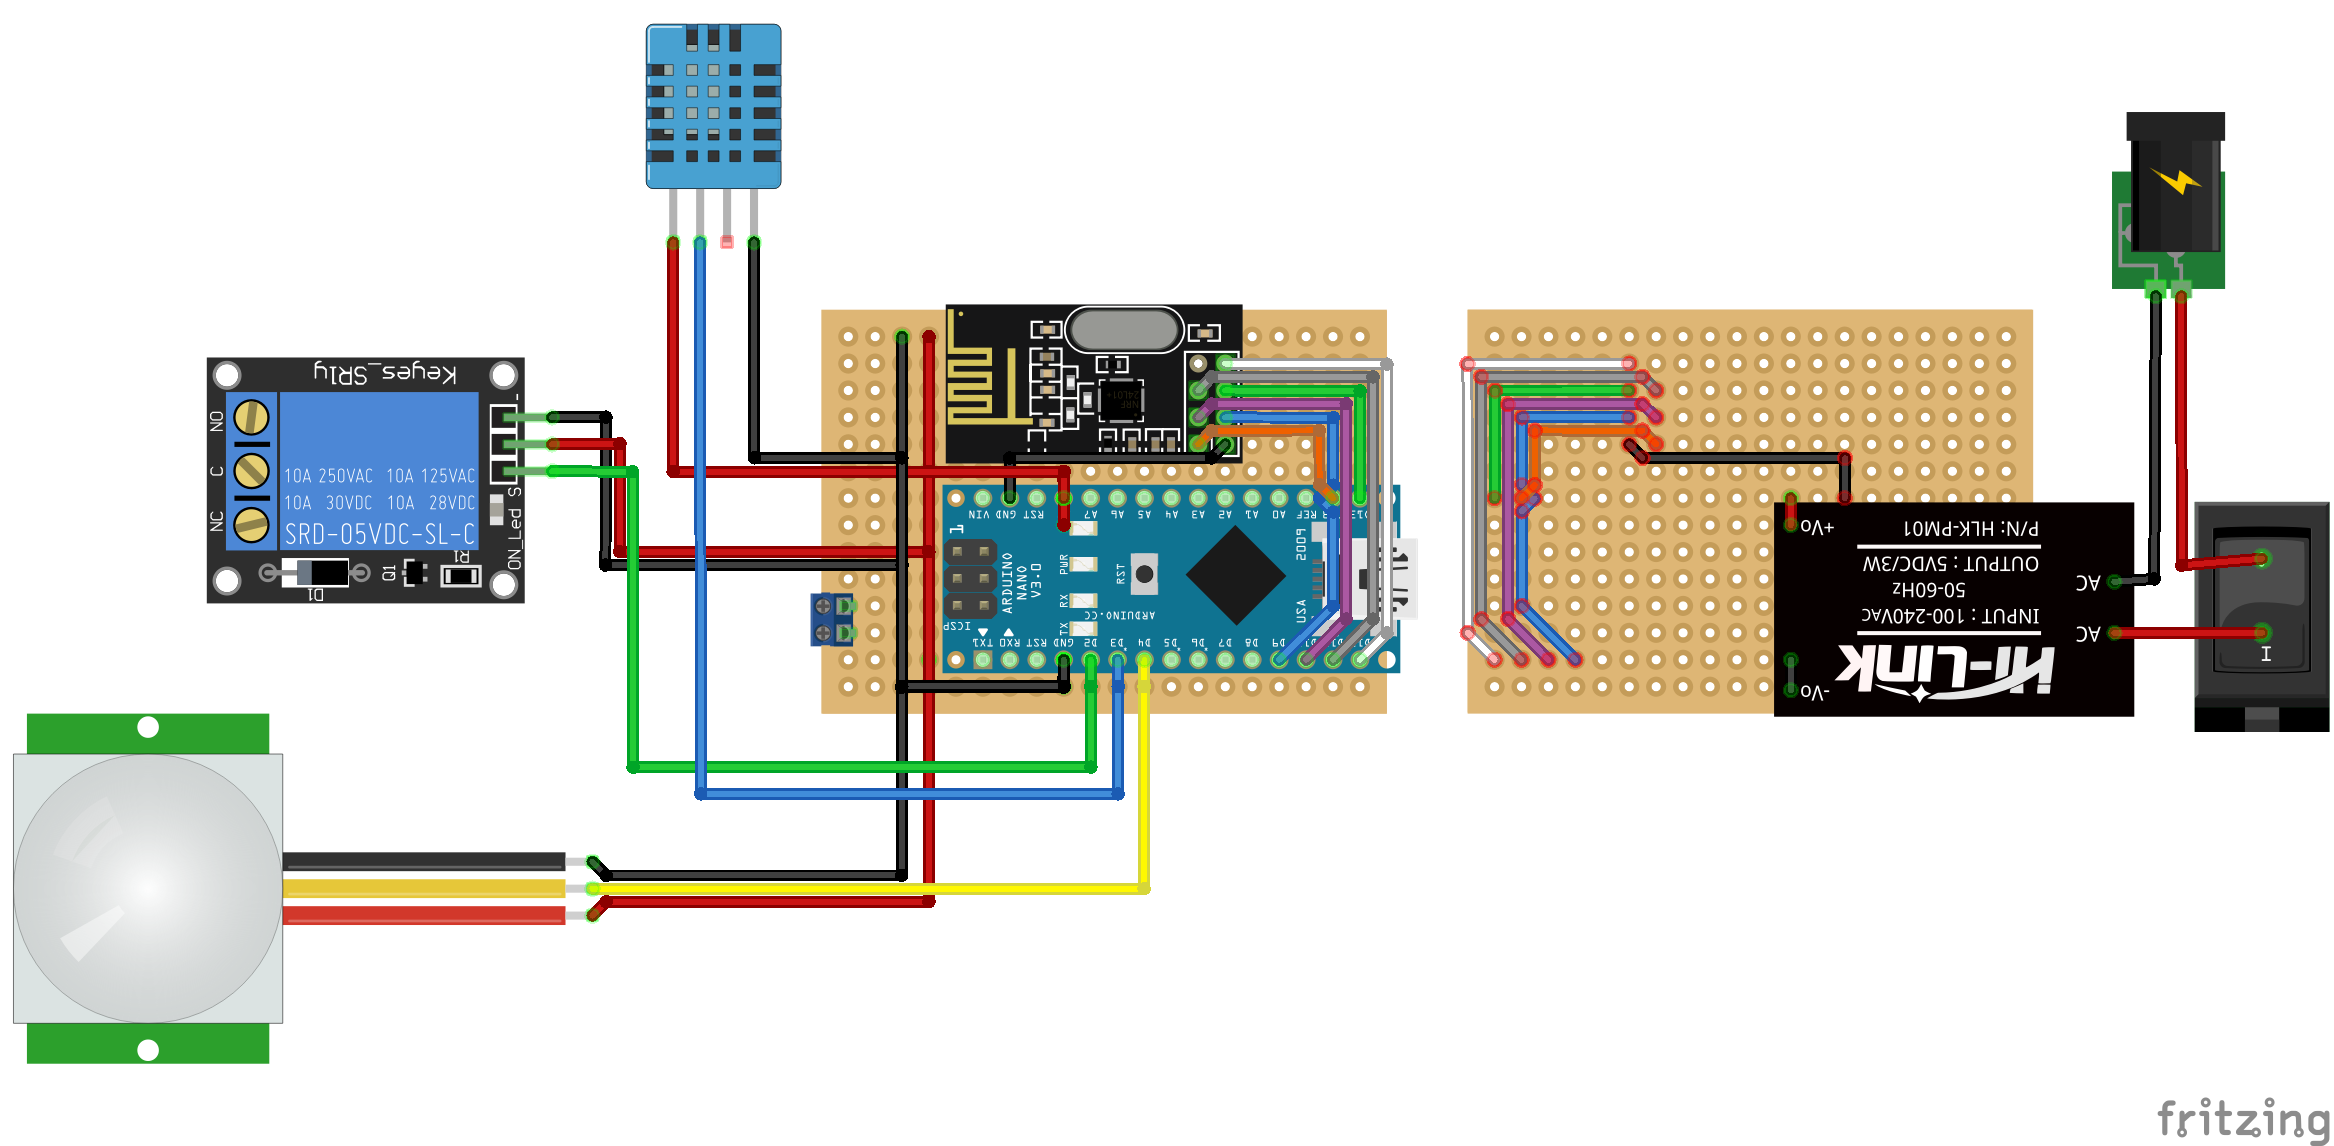 Keyes_SRly
NO
C
NC
10A 250VAC 10A 125VAC
10A 30VDC 10A 28VDC
SRD-05VDC-SL-C
-
S
ON_Led
D1
Q1
R1
NRF
24L01+
VIN
GND
RST
A7
A6
A5
A4
A3
A2
A1
A0
REF
L
PWR
RX
TX
ARDUINO
NANO
V3.0
RST
ARDUINO.CC
USA
ICSP
TX1
RX0
RST
GND
D2
D3
D4
D5
D6
D7
D8
D9
+Vo
-Vo
P/N: HLK-PM01
OUTPUT : 5VDC/3W
50-60Hz
INPUT : 100-240VAC
Hi-Link
AC
AC
I
fritzing